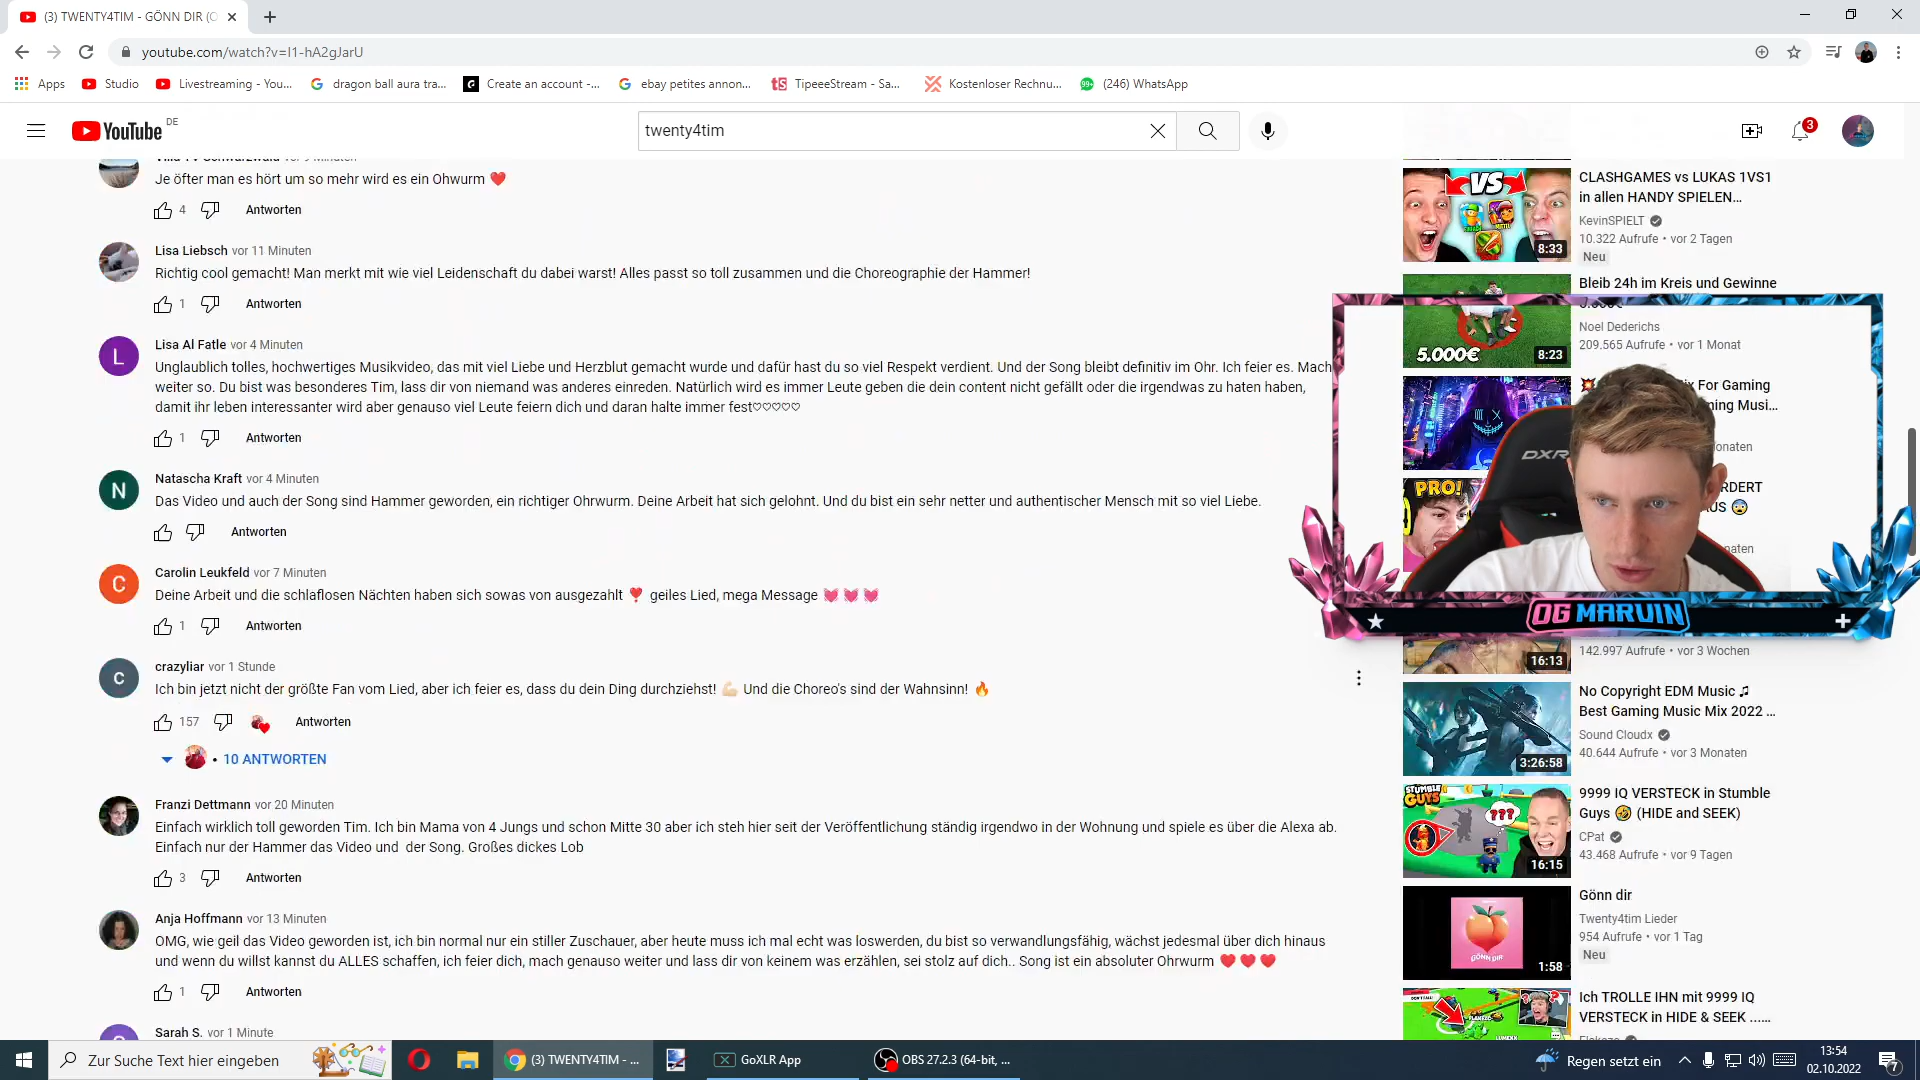 (3) TWENTY4TIM - GÖNN DIR (O
youtube.com/watch?v=I1-hA2gJarU
Apps
Studio
Livestreaming - You...
dragon ball aura tra...
Create an account -...
ebay petites annon...
TipeeeStream - Sa...
Kostenloser Rechnu...
99+
(246) WhatsApp
YouTube DE
twenty4tim
3
Je öfter man es hört um so mehr wird es ein Ohwurm ❤️
4 Antworten
Lisa Liebsch vor 11 Minuten
Richtig cool gemacht! Man merkt mit wie viel Leidenschaft du dabei warst! Alles passt so toll zusammen und die Choreographie der Hammer!
1 Antworten
L
Lisa Al Fatle vor 4 Minuten
Unglaublich tolles, hochwertiges Musikvideo, das mit viel Liebe und Herzblut gemacht wurde und dafür hast du so viel Respekt verdient. Und der Song bleibt definitiv im Ohr. Ich feier es. Mach
weiter so. Du bist was besonderes Tim, lass dir von niemand was anderes einreden. Natürlich wird es immer Leute geben die dein content nicht gefällt oder die irgendwas zu haten haben,
damit ihr leben interessanter wird aber genauso viel Leute feiern dich und daran halte immer fest♡♡♡♡♡
1 Antworten
N
Natascha Kraft vor 4 Minuten
Das Video und auch der Song sind Hammer geworden, ein richtiger Ohrwurm. Deine Arbeit hat sich gelohnt. Und du bist ein sehr netter und authentischer Mensch mit so viel Liebe.
Antworten
C
Carolin Leukfeld vor 7 Minuten
Deine Arbeit und die schlaflosen Nächten haben sich sowas von ausgezahlt ❣️ geiles Lied, mega Message 💓 💓 💓
1 Antworten
c
crazyliar vor 1 Stunde
Ich bin jetzt nicht der größte Fan vom Lied, aber ich feier es, dass du dein Ding durchziehst! 💪🏻 Und die Choreo's sind der Wahnsinn! 🔥
157 Antworten
• 10 ANTWORTEN
Franzi Dettmann vor 20 Minuten
Einfach wirklich toll geworden Tim. Ich bin Mama von 4 Jungs und schon Mitte 30 aber ich steh hier seit der Veröffentlichung ständig irgendwo in der Wohnung und spiele es über die Alexa ab.
Einfach nur der Hammer das Video und der Song. Großes dickes Lob
3 Antworten
Anja Hoffmann vor 13 Minuten
OMG, wie geil das Video geworden ist, ich bin normal nur ein stiller Zuschauer, aber heute muss ich mal echt was loswerden, du bist so verwandlungsfähig, wächst jedesmal über dich hinaus
und wenn du willst kannst du ALLES schaffen, ich feier dich, mach genauso weiter und lass dir von keinem was erzählen, sei stolz auf dich.. Song ist ein absoluter Ohrwurm ❤️ ❤️ ❤️
1 Antworten
Sarah S. vor 1 Minute
VS
8:33
CLASHGAMES vs LUKAS 1VS1
in allen HANDY SPIELEN...
KevinSPIELT
10.322 Aufrufe • vor 2 Tagen
Neu
Bleib 24h im Kreis und Gewinne
5.000€
8:23
Noel Dederichs
209.565 Aufrufe • vor 1 Monat
For Gaming
Musi...
onaten
PRO!
RDERT
AUS 😨
naten
DXR
OG MARVIN
16:13
142.997 Aufrufe • vor 3 Wochen
No Copyright EDM Music ♫
Best Gaming Music Mix 2022 ...
Sound Cloudx
40.644 Aufrufe • vor 3 Monaten
3:26:58
STUMBLE
GUYS
???
16:15
9999 IQ VERSTECK in Stumble
Guys 🤣 (HIDE and SEEK)
CPat
43.468 Aufrufe • vor 9 Tagen
GÖNN DIR
1:58
Gönn dir
Twenty4tim Lieder
954 Aufrufe • vor 1 Tag
Neu
Ich TROLLE IHN mit 9999 IQ
VERSTECK in HIDE & SEEK ......
Zur Suche Text hier eingeben
(3) TWENTY4TIM - ...
GoXLR App
OBS 27.2.3 (64-bit, ...
Regen setzt ein
13:54
02.10.2022
7